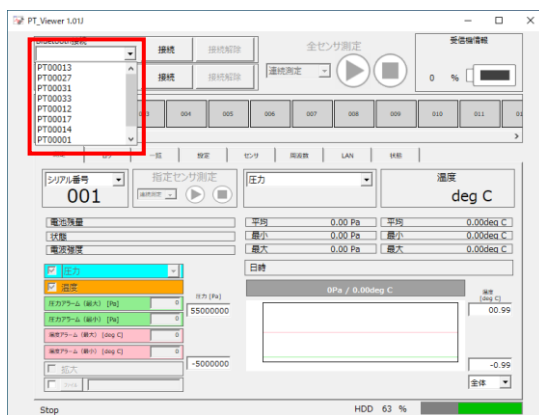 PT_Viewer 1.01J
Bluetooth接続
接続 接続解除
全センサ測定
受信機情報
PT00013
PT00027
PT00031
PT00033
PT00012
PT00017
PT00014
PT00001
接続 接続解除
連続測定
0 %
003 004 005 006 007 008 009 010 011 01
一覧 設定 センサ 周波数 LAN 状態
シリアル番号
001
指定センサ測定
連続測定
圧力
温度
deg C
電池残量
状態
電波強度
平均 0.00 Pa
最小 0.00 Pa
最大 0.00 Pa
平均 0.00deg C
最小 0.00deg C
最大 0.00deg C
日時
圧力
温度
圧力アラーム (最大) [Pa] 0
圧力アラーム (最小) [Pa] 0
温度アラーム (最大) [deg C] 0
温度アラーム (最小) [deg C] 0
拡大
圧力 [Pa]
55000000
-5000000
0Pa / 0.00deg C
温度
[deg C]
00.99
-0.99
全体
Stop
HDD 63 %